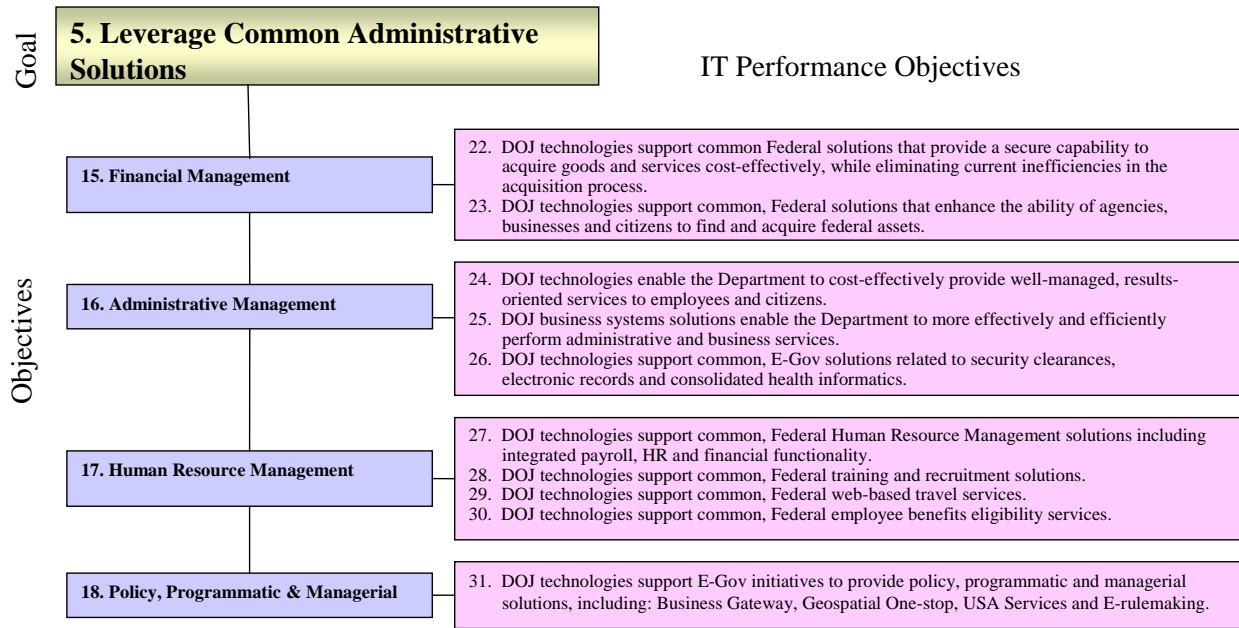 Goal
5. Leverage Common Administrative
Solutions
IT Performance Objectives
Objectives
15. Financial Management
22. DOJ technologies support common Federal solutions that provide a secure capability to
acquire goods and services cost-effectively, while eliminating current inefficiencies in the
acquisition process.
23. DOJ technologies support common, Federal solutions that enhance the ability of agencies,
businesses and citizens to find and acquire federal assets.
16. Administrative Management
24. DOJ technologies enable the Department to cost-effectively provide well-managed, results-
oriented services to employees and citizens.
25. DOJ business systems solutions enable the Department to more effectively and efficiently
perform administrative and business services.
26. DOJ technologies support common, E-Gov solutions related to security clearances,
electronic records and consolidated health informatics.
17. Human Resource Management
27. DOJ technologies support common, Federal Human Resource Management solutions including
integrated payroll, HR and financial functionality.
28. DOJ technologies support common, Federal training and recruitment solutions.
29. DOJ technologies support common, Federal web-based travel services.
30. DOJ technologies support common, Federal employee benefits eligibility services.
18. Policy, Programmatic & Managerial
31. DOJ technologies support E-Gov initiatives to provide policy, programmatic and managerial
solutions, including: Business Gateway, Geospatial One-stop, USA Services and E-rulemaking.